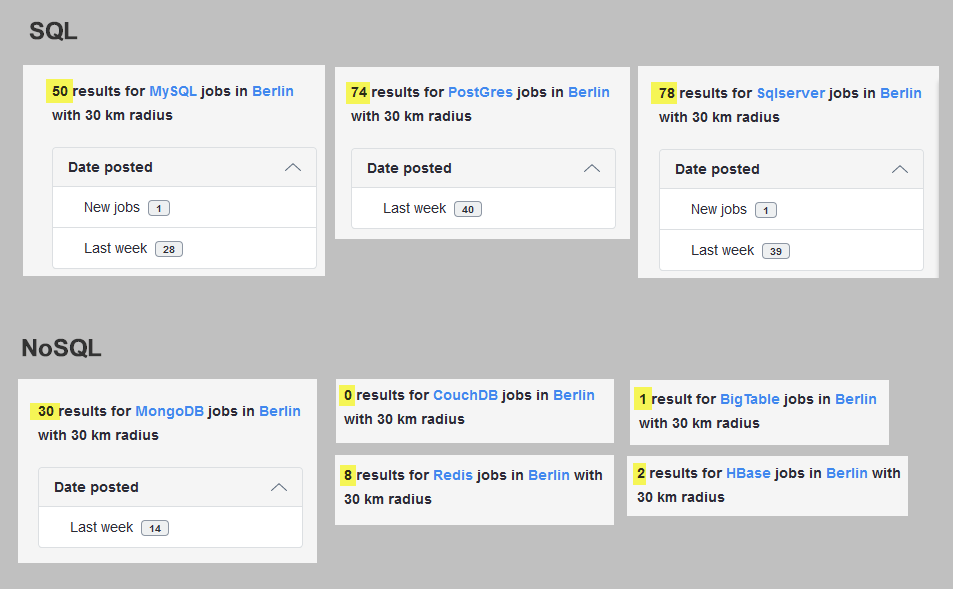 SQL
50 results for MySQL jobs in Berlin
with 30 km radius
Date posted
New jobs 1
Last week 28
74 results for PostGres jobs in Berlin
with 30 km radius
Date posted
Last week 40
78 results for Sqlserver jobs in Berlin
with 30 km radius
Date posted
New jobs 1
Last week 39
NoSQL
30 results for MongoDB jobs in Berlin
with 30 km radius
Date posted
Last week 14
0 results for CouchDB jobs in Berlin
with 30 km radius
8 results for Redis jobs in Berlin with
30 km radius
1 result for BigTable jobs in Berlin
with 30 km radius
2 results for HBase jobs in Berlin with
30 km radius